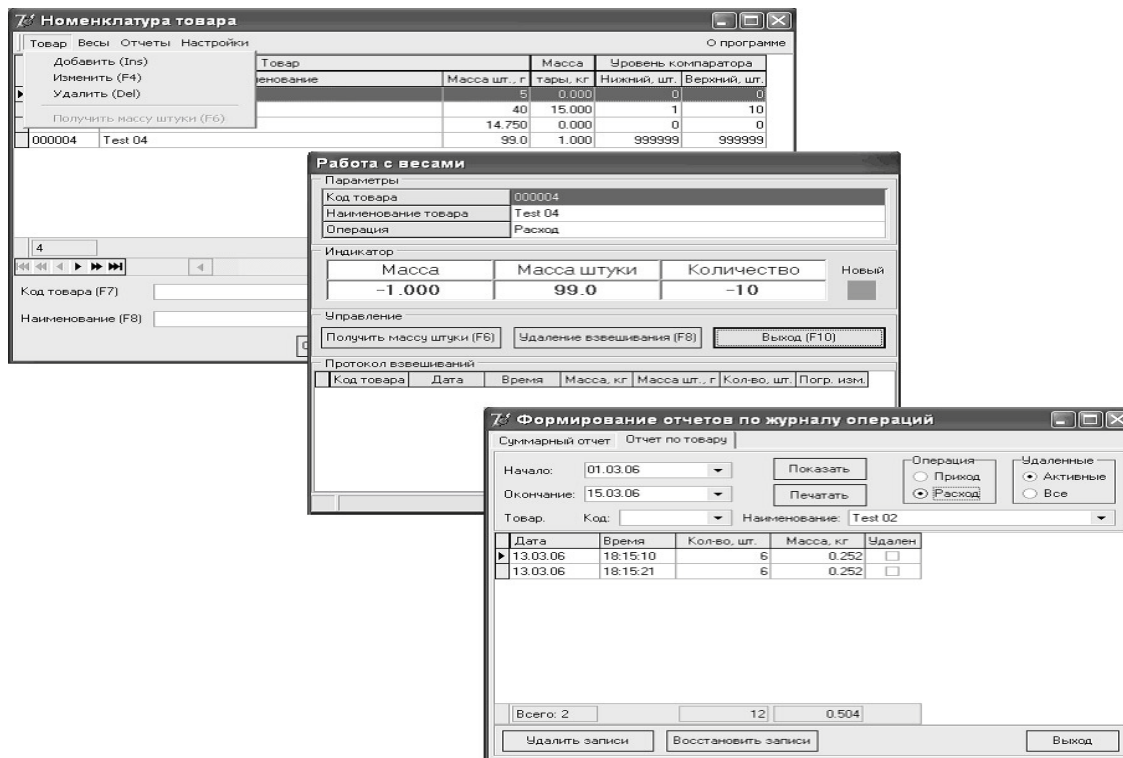 Номенклатура товара
Товар Весы Отчеты Настройки О программе
Добавить (Ins)
Изменить (F4)
Удалить (Del)
Получить массу штуки (F6)
Товар Масса Уровень компаратора
Масса шт., г тары, кг Нижний, шт. Верхний, шт.
5 0.000 0 0
40 15.000 1 10
14.750 0.000 0 0
000004 Test 04 99.0 1.000 999999 999999
4
Код товара (F7)
Наименование (F8)
Работа с весами
Параметры
Код товара 000004
Наименование товара Test 04
Операция Расход
Индикатор
Масса Масса штуки Количество Новый
-1.000 99.0 -10
Управление
Получить массу штуки (F6) Удаление взвешивания (F8) Выход (F10)
Протокол взвешиваний
Код товара Дата Время Масса, кг Масса шт., г Кол-во, шт. Погр. изм.
Формирование отчетов по журналу операций
Суммарный отчет Отчет по товару
Операция Удаленные
Начало: 01.03.06 Показать Приход Активные
Окончание: 15.03.06 Печатать Расход Все
Товар. Код: Наименование: Test 02
Дата Время Кол-во, шт. Масса, кг Удален
13.03.06 18:15:10 6 0.252
13.03.06 18:15:21 6 0.252
Всего: 2 12 0.504
Удалить записи Восстановить записи Выход